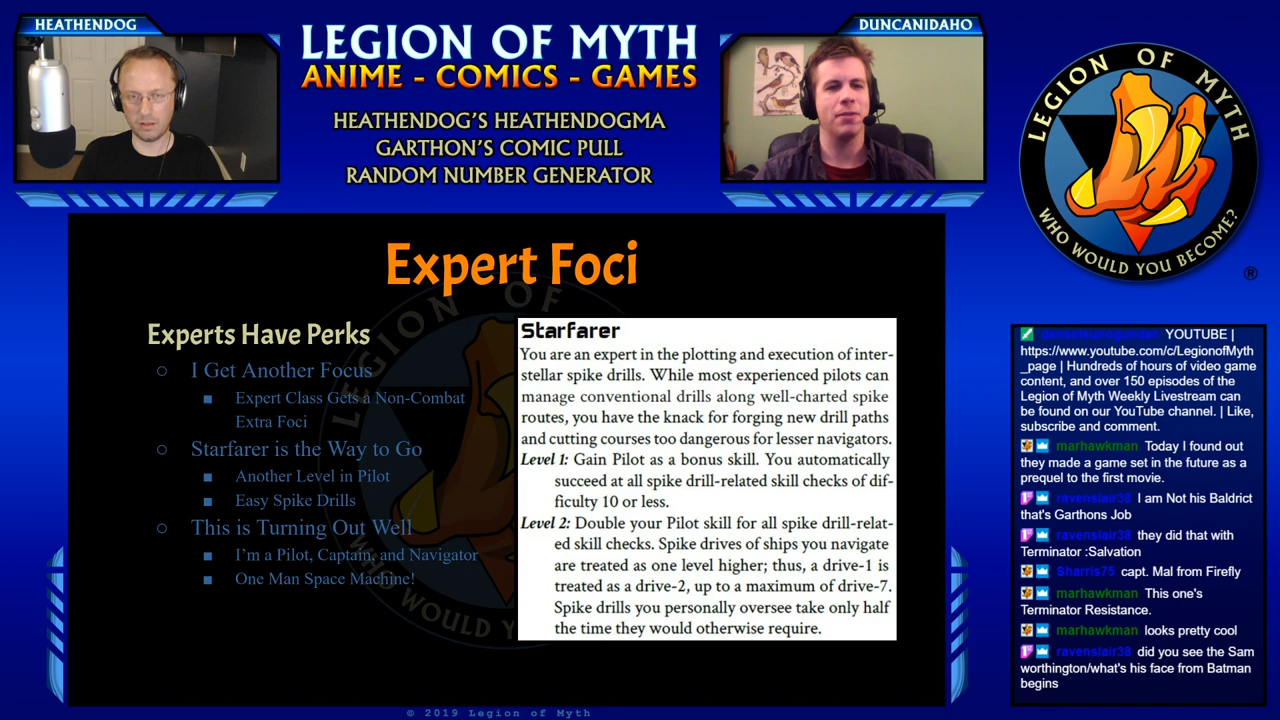 HEATHENDOG
LEGION OF MYTH
ANIME - COMICS - GAMES
HEATHENDOG'S HEATHENDOGMA
GARTHON'S COMIC PULL
RANDOM NUMBER GENERATOR
DUNCANIDAHO
LEGION OF MYTH
WHO WOULD YOU BECOME?
®
Expert Foci
Experts Have Perks
○ I Get Another Focus
■ Expert Class Gets a Non-Combat
Extra Foci
○ Starfarer is the Way to Go
■ Another Level in Pilot
■ Easy Spike Drills
○ This is Turning Out Well
■ I'm a Pilot, Captain, and Navigator
■ One Man Space Machine!
Starfarer
You are an expert in the plotting and execution of inter-
stellar spike drills. While most experienced pilots can
manage conventional drills along well-charted spike
routes, you have the knack for forging new drill paths
and cutting courses too dangerous for lesser navigators.
Level 1: Gain Pilot as a bonus skill. You automatically
succeed at all spike drill-related skill checks of dif-
ficulty 10 or less.
Level 2: Double your Pilot skill for all spike drill-relat-
ed skill checks. Spike drives of ships you navigate
are treated as one level higher; thus, a drive-1 is
treated as a drive-2, up to a maximum of drive-7.
Spike drills you personally oversee take only half
the time they would otherwise require.
LEGION OF
WHO WOULD Y
YOUTUBE |
https://www.youtube.com/c/LegionofMyth
_page | Hundreds of hours of video game
content, and over 150 episodes of the
Legion of Myth Weekly Livestream can
be found on our YouTube channel. | Like,
subscribe and comment.
marhawkman Today I found out
they made a game set in the future as a
prequel to the first movie.
ravenslair38 I am Not his Baldrict
that's Garthons Job
ravenslair38 they did that with
Terminator :Salvation
Sharris75 capt. Mal from Firefly
marhawkman This one's
Terminator Resistance.
marhawkman looks pretty cool
ravenslair38 did you see the Sam
worthington/what's his face from Batman
begins
© 2019 Legion of Myth